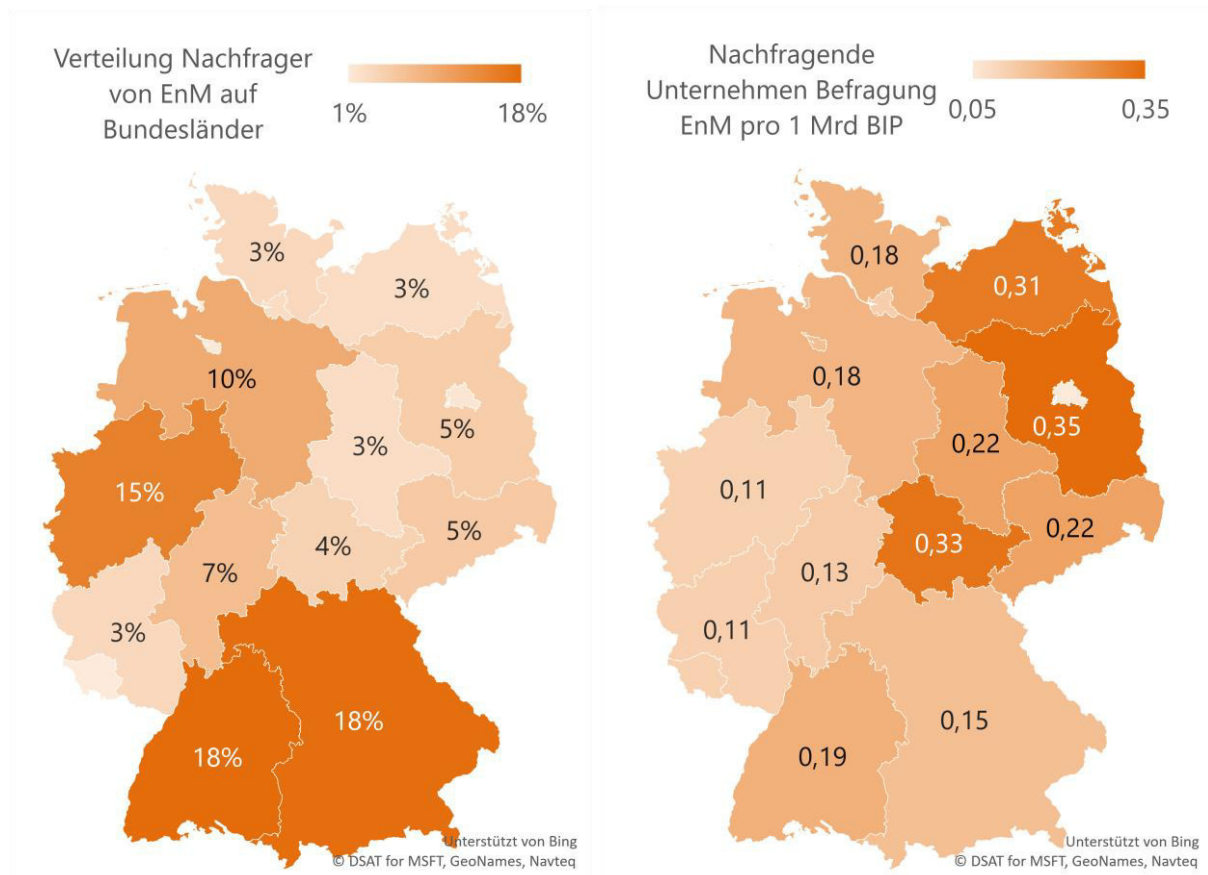 Verteilung Nachfrager
von EnM auf
Bundesländer
1%
18%
3%
3%
10%
5%
3%
15%
5%
4%
7%
3%
18%
18%
Unterstützt von Bing
© DSAT for MSFT, GeoNames, Navteq
Nachfragende
Unternehmen Befragung
EnM pro 1 Mrd BIP
0,05
0,35
0,18
0,31
0,18
0,35
0,22
0,11
0,22
0,33
0,13
0,11
0,15
0,19
Unterstützt von Bing
© DSAT for MSFT, GeoNames, Navteq